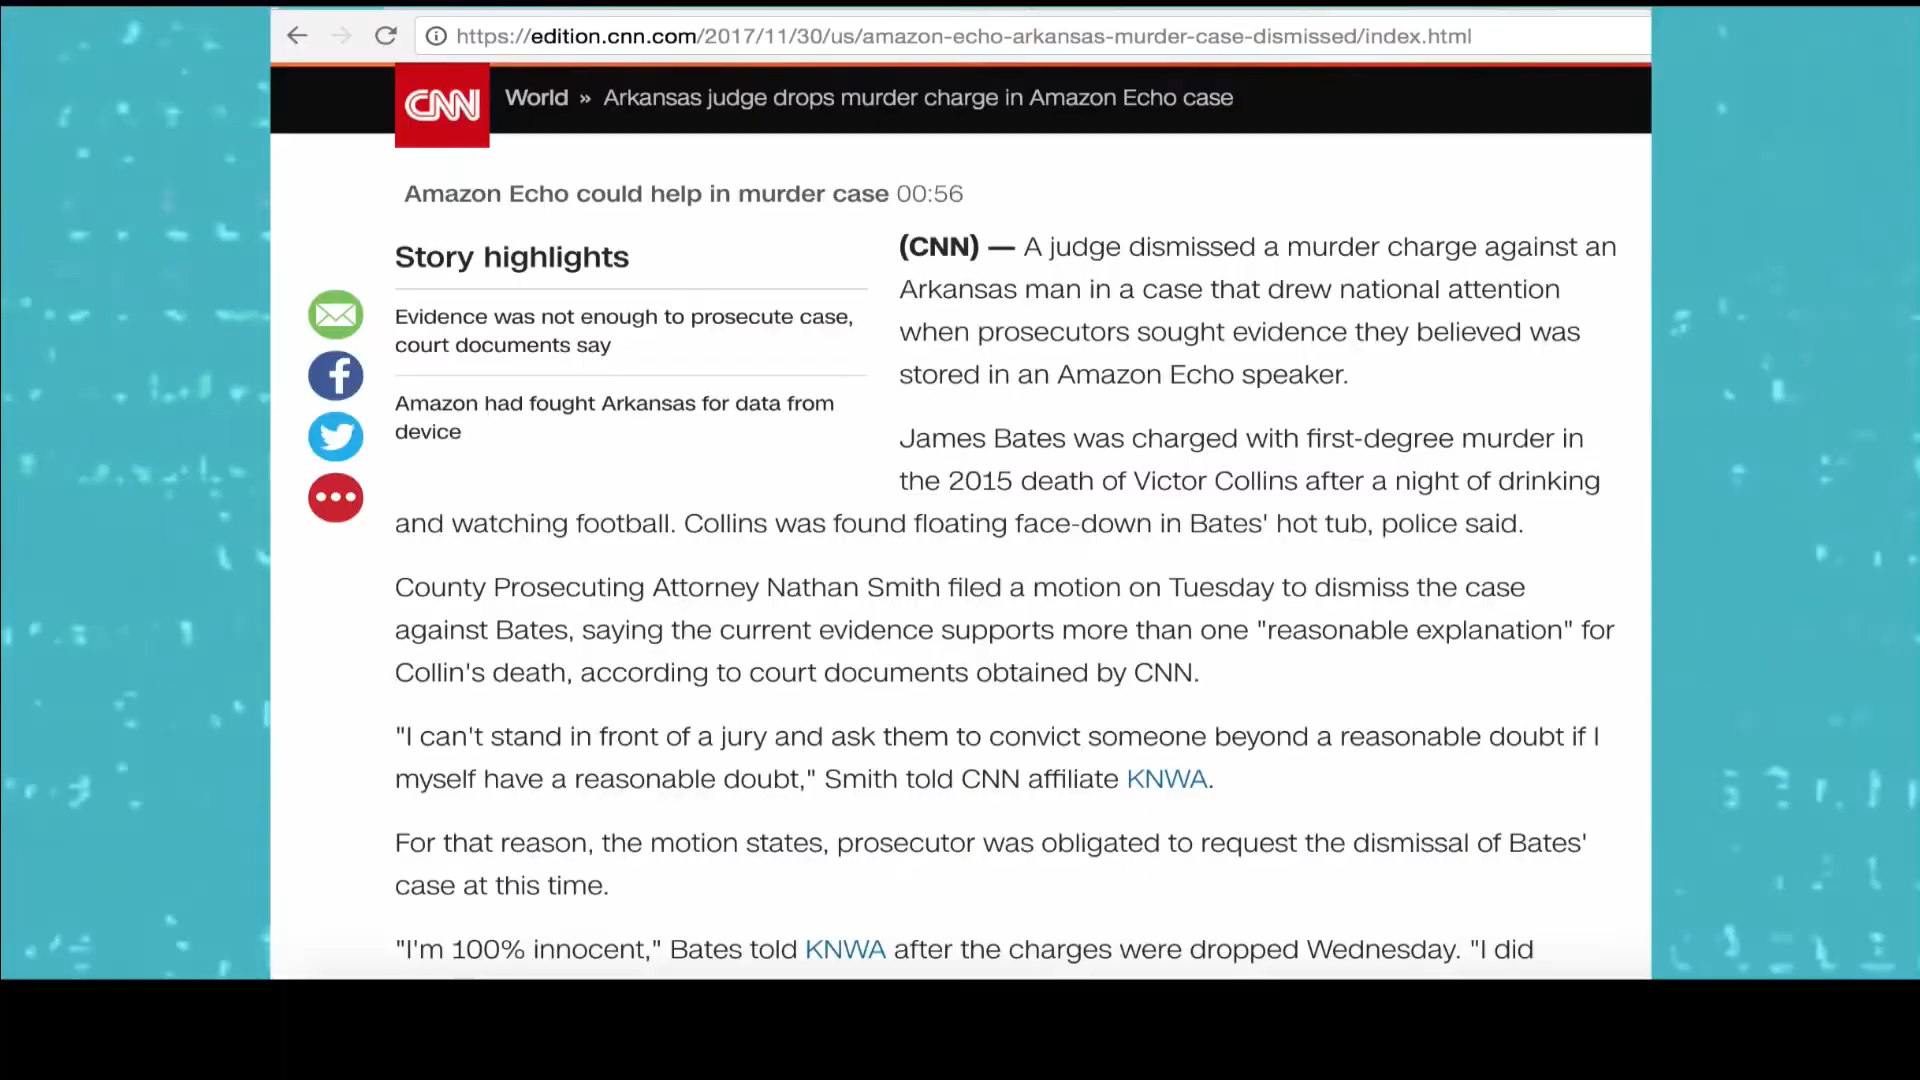 https://edition.cnn.com/2017/11/30/us/amazon-echo-arkansas-murder-case-dismissed/index.html
CNN World » Arkansas judge drops murder charge in Amazon Echo case
Amazon Echo could help in murder case 00:56
Story highlights
Evidence was not enough to prosecute case,
court documents say
Amazon had fought Arkansas for data from
device
(CNN) — A judge dismissed a murder charge against an
Arkansas man in a case that drew national attention
when prosecutors sought evidence they believed was
stored in an Amazon Echo speaker.
James Bates was charged with first-degree murder in
the 2015 death of Victor Collins after a night of drinking
and watching football. Collins was found floating face-down in Bates' hot tub, police said.
County Prosecuting Attorney Nathan Smith filed a motion on Tuesday to dismiss the case
against Bates, saying the current evidence supports more than one "reasonable explanation" for
Collin's death, according to court documents obtained by CNN.
"I can't stand in front of a jury and ask them to convict someone beyond a reasonable doubt if I
myself have a reasonable doubt," Smith told CNN affiliate KNWA.
For that reason, the motion states, prosecutor was obligated to request the dismissal of Bates'
case at this time.
"I'm 100% innocent," Bates told KNWA after the charges were dropped Wednesday. "I did